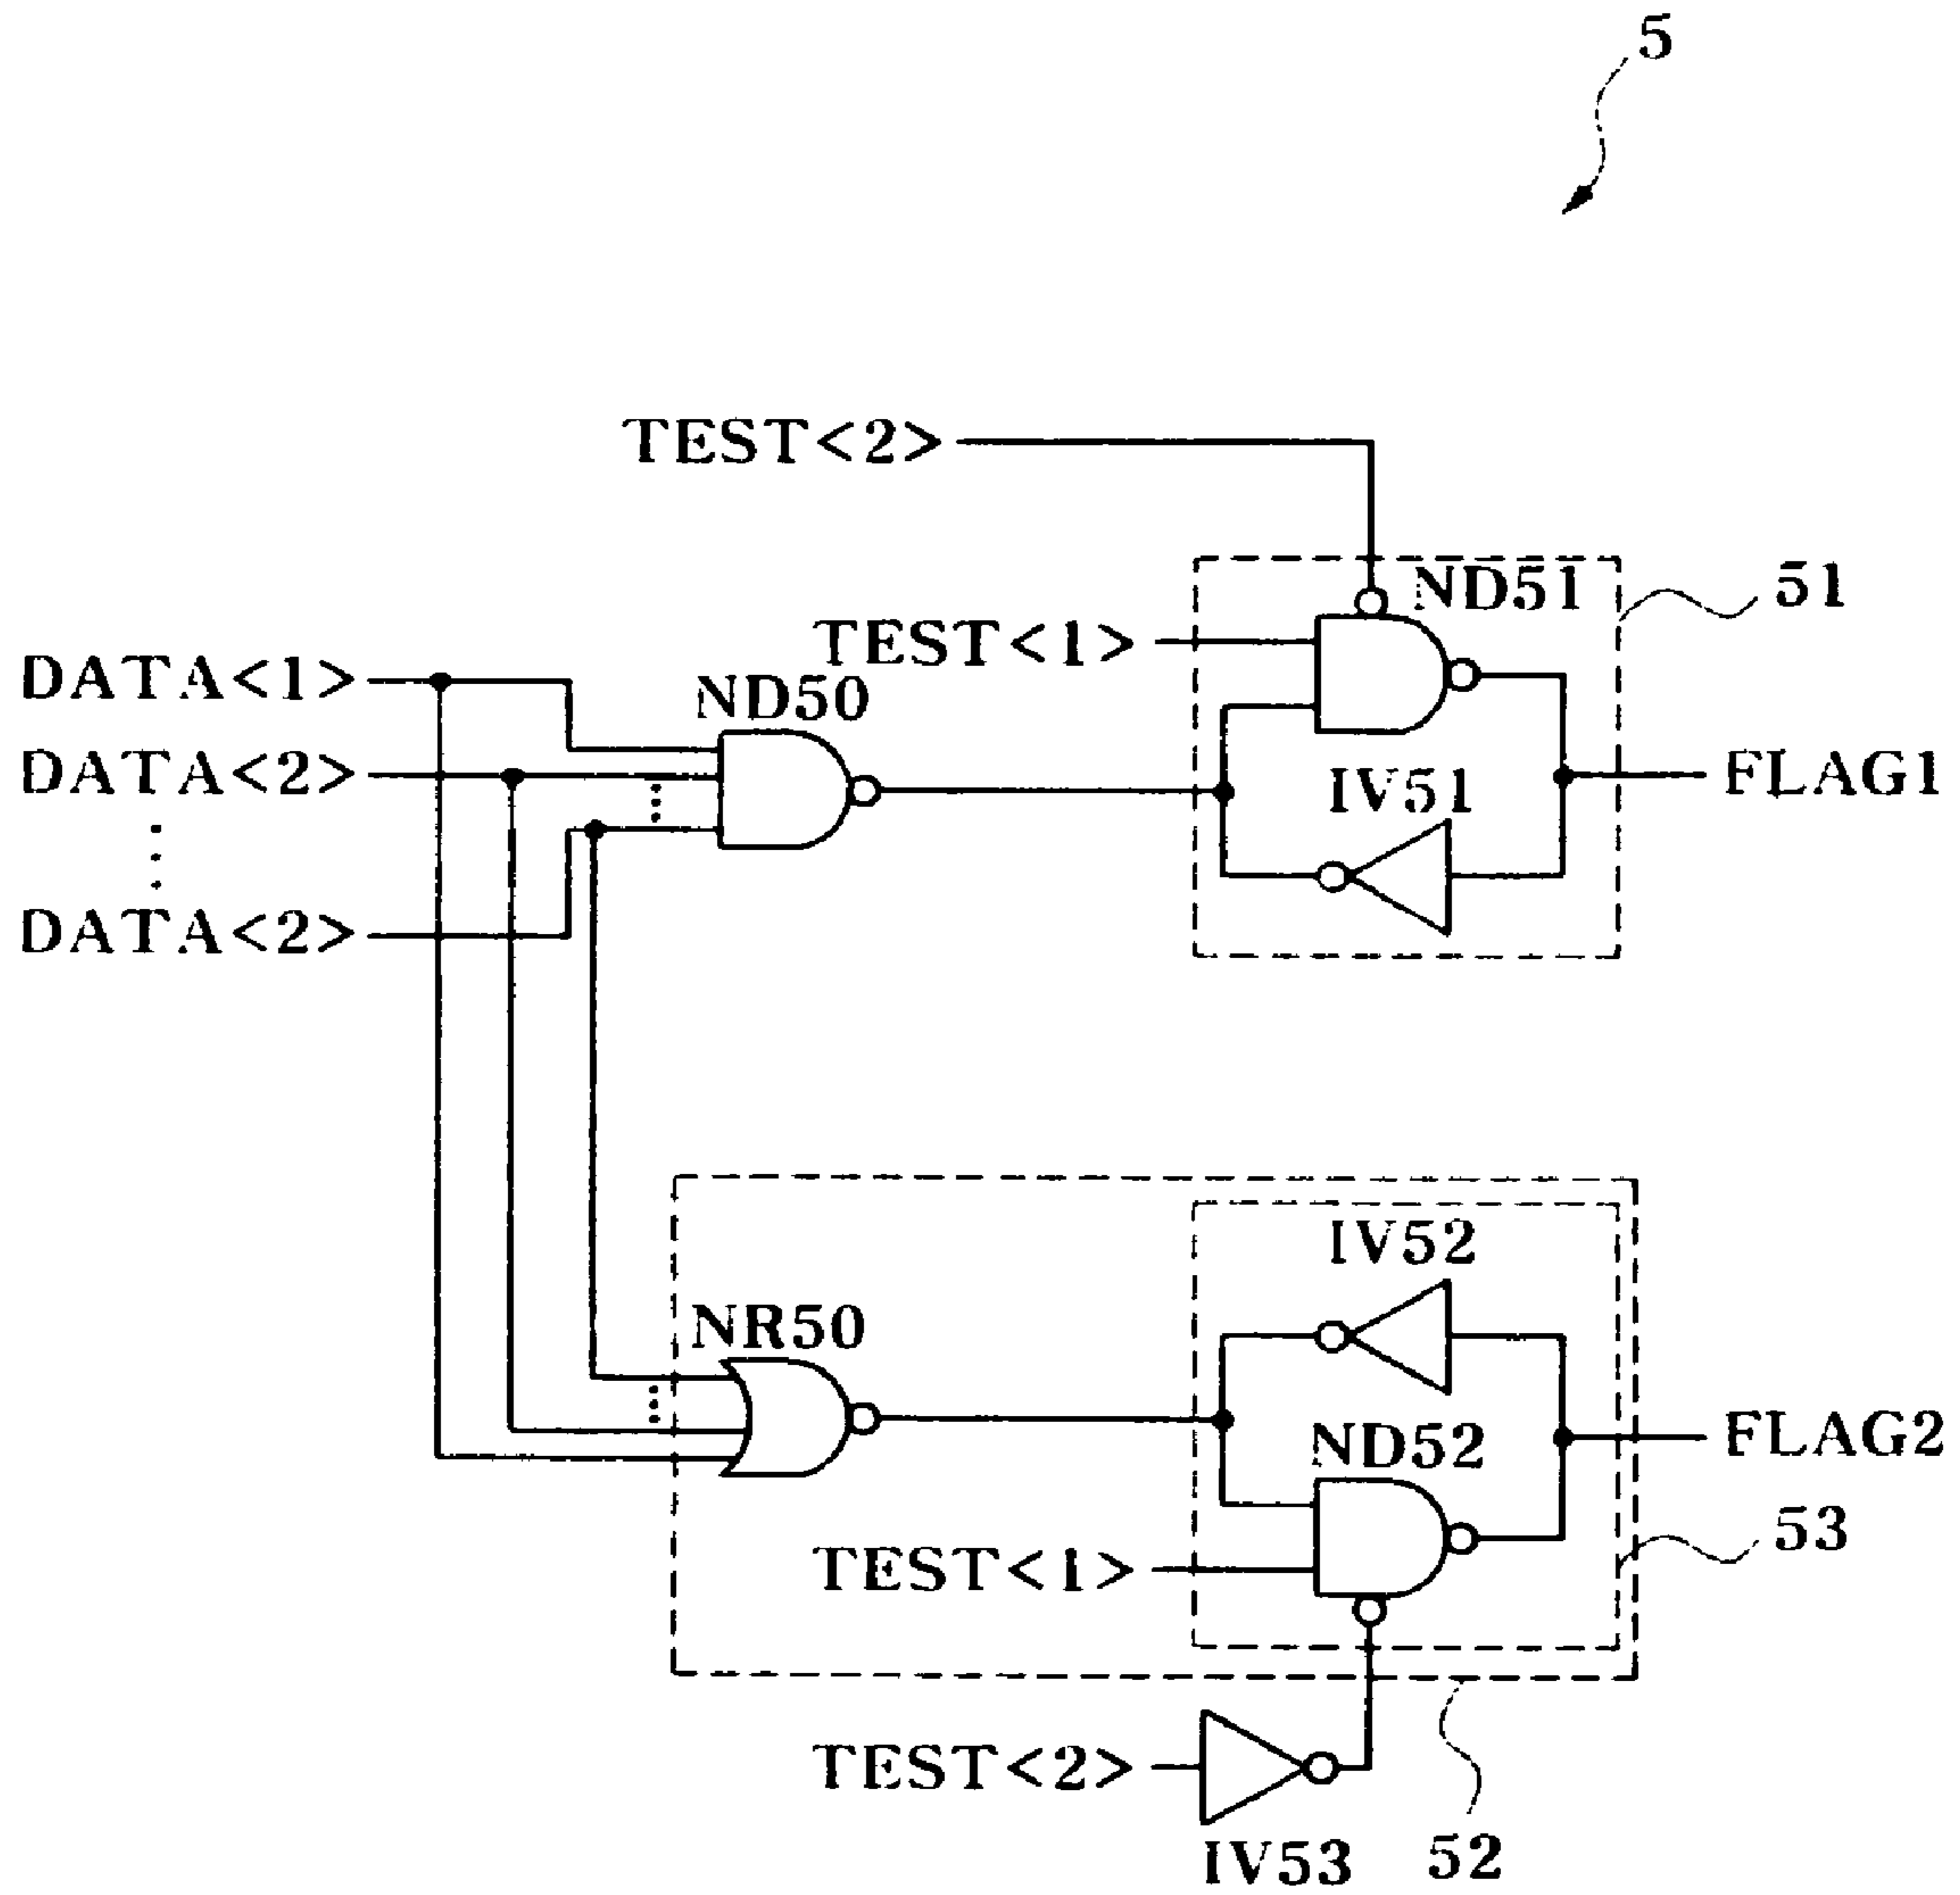 5
TEST<2>
ND51
51
TEST<1>
DATA<1>
ND50
DATA<2>
IV51
FLAG1
DATA<2>
IV52
NR50
ND52
FLAG2
53
TEST<1>
TEST<2>
IV53
52